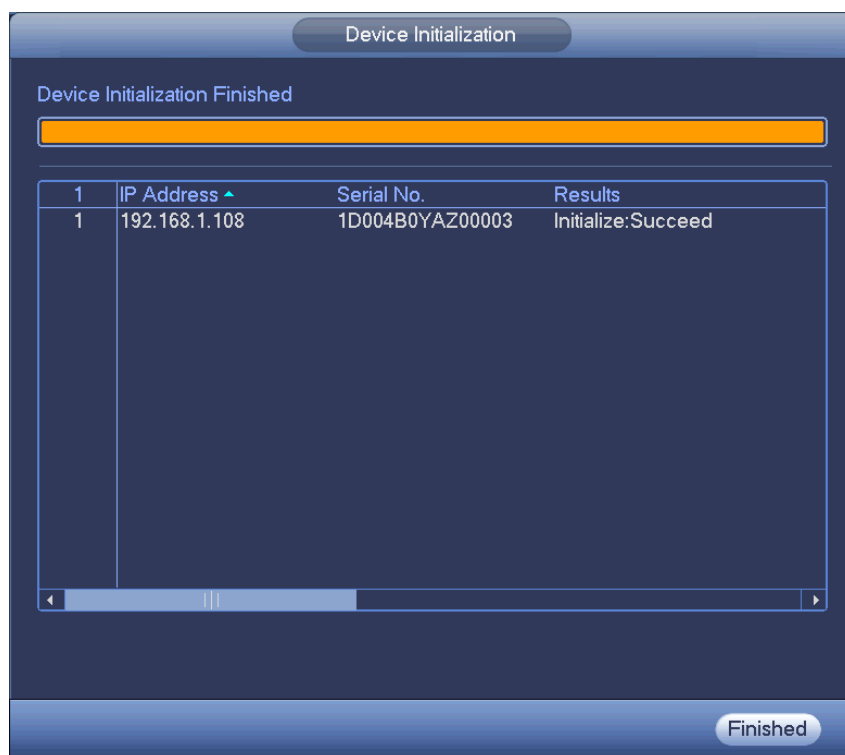 Device Initialization
Device Initialization Finished
1 IP Address Serial No. Results
1 192.168.1.108 1D004B0YAZ00003 Initialize:Succeed
Finished